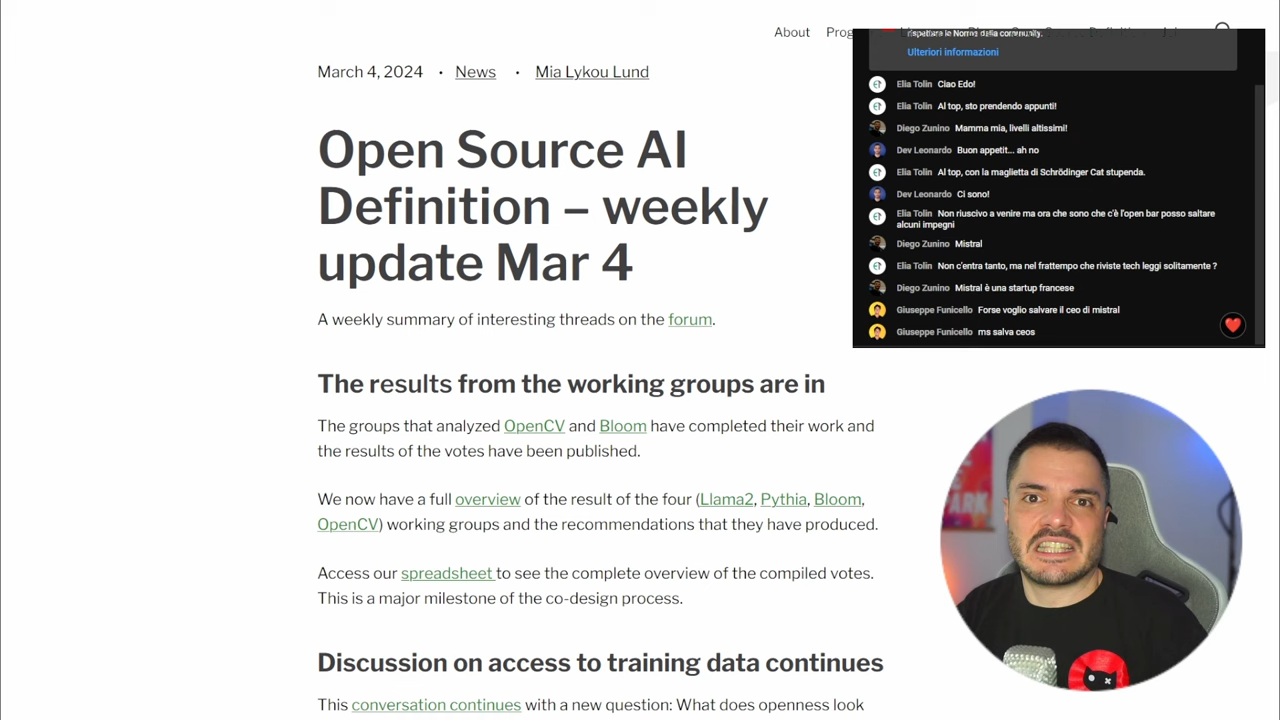 About Prog
March 4, 2024 • News • Mia Lykou Lund
Open Source AI
Definition – weekly
update Mar 4
A weekly summary of interesting threads on the forum.
The results from the working groups are in
The groups that analyzed OpenCV and Bloom have completed their work and
the results of the votes have been published.
We now have a full overview of the result of the four (Llama2, Pythia, Bloom,
OpenCV) working groups and the recommendations that they have produced.
Access our spreadsheet to see the complete overview of the compiled votes.
This is a major milestone of the co-design process.
Discussion on access to training data continues
This conversation continues with a new question: What does openness look
rispettare le Norme della community.
Ulteriori informazioni
Elia Tolin Ciao Edo!
Elia Tolin Al top, sto prendendo appunti!
Diego Zunino Mamma mia, livelli altissimi!
Dev Leonardo Buon appetit... ah no
Elia Tolin Al top, con la maglietta di Schrödinger Cat stupenda.
Dev Leonardo Ci sono!
Elia Tolin Non riuscivo a venire ma ora che sono che c'è l'open bar posso saltare
alcuni impegni
Diego Zunino Mistral
Elia Tolin Non c'entra tanto, ma nel frattempo che riviste tech leggi solitamente ?
Diego Zunino Mistral è una startup francese
Giuseppe Funicello Forse voglio salvare il ceo di mistral
Giuseppe Funicello ms salva ceos